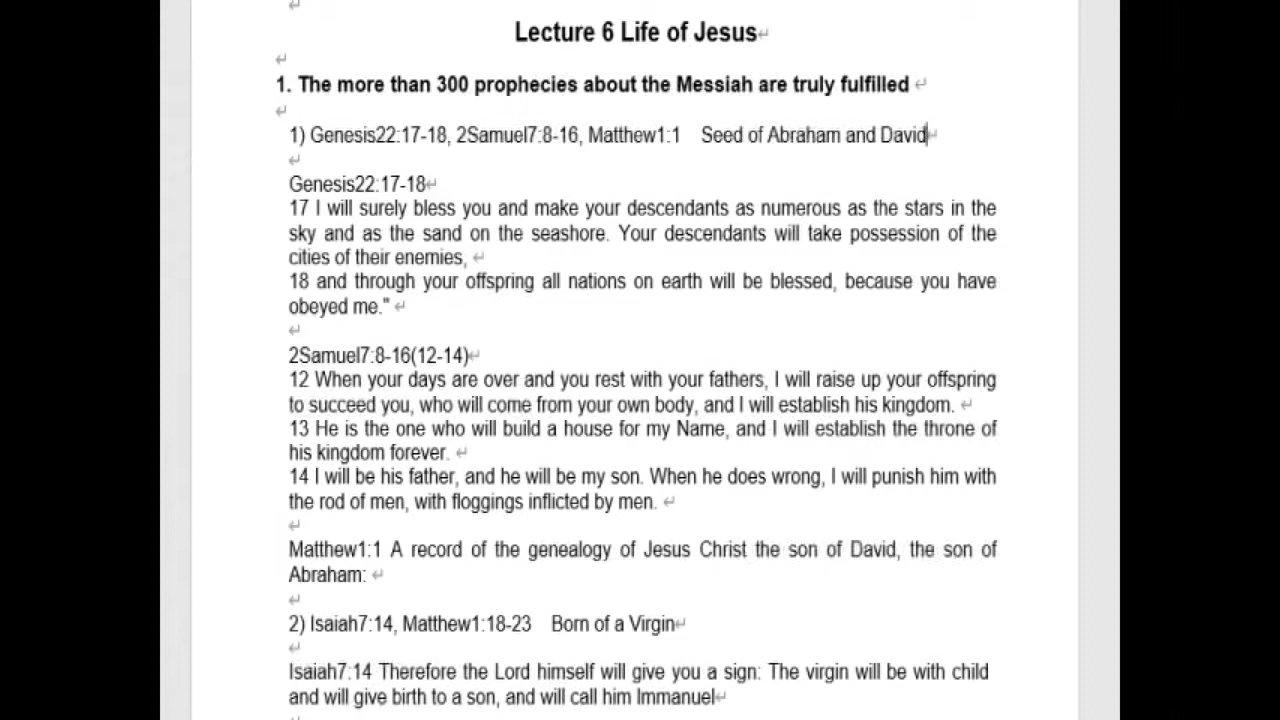 Lecture 6 Life of Jesus
1. The more than 300 prophecies about the Messiah are truly fulfilled
1) Genesis22:17-18, 2Samuel7:8-16, Matthew1:1 Seed of Abraham and David
Genesis22:17-18
17 I will surely bless you and make your descendants as numerous as the stars in the
sky and as the sand on the seashore. Your descendants will take possession of the
cities of their enemies,
18 and through your offspring all nations on earth will be blessed, because you have
obeyed me."
2Samuel7:8-16(12-14)
12 When your days are over and you rest with your fathers, I will raise up your offspring
to succeed you, who will come from your own body, and I will establish his kingdom.
13 He is the one who will build a house for my Name, and I will establish the throne of
his kingdom forever.
14 I will be his father, and he will be my son. When he does wrong, I will punish him with
the rod of men, with floggings inflicted by men.
Matthew1:1 A record of the genealogy of Jesus Christ the son of David, the son of
Abraham:
2) Isaiah7:14, Matthew1:18-23 Born of a Virgin
Isaiah7:14 Therefore the Lord himself will give you a sign: The virgin will be with child
and will give birth to a son, and will call him Immanuel